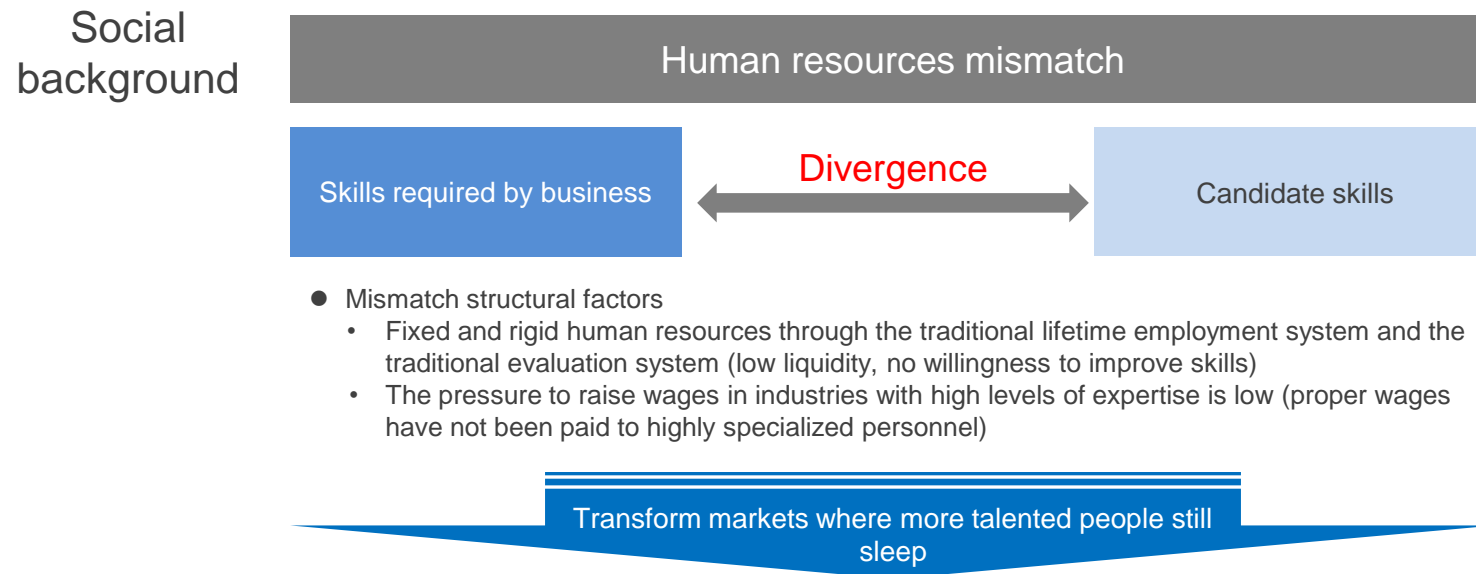 Social
background
Human resources mismatch
Skills required by business
Divergence
Candidate skills
● Mismatch structural factors
• Fixed and rigid human resources through the traditional lifetime employment system and the
traditional evaluation system (low liquidity, no willingness to improve skills)
• The pressure to raise wages in industries with high levels of expertise is low (proper wages
have not been paid to highly specialized personnel)
Transform markets where more talented people still
sleep